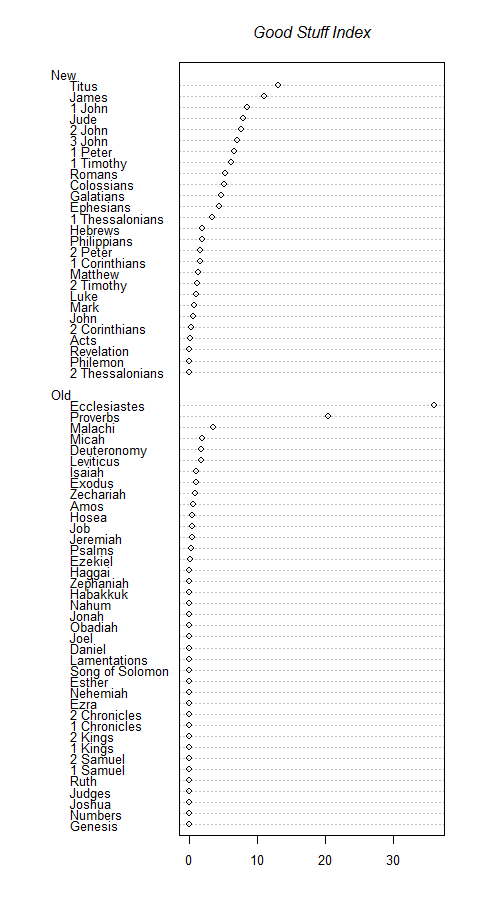 Good Stuff Index
New
Titus
James
1 John
Jude
2 John
3 John
1 Peter
1 Timothy
Romans
Colossians
Galatians
Ephesians
1 Thessalonians
Hebrews
Philippians
2 Peter
1 Corinthians
Matthew
2 Timothy
Luke
Mark
John
2 Corinthians
Acts
Revelation
Philemon
2 Thessalonians
Old
Ecclesiastes
Proverbs
Malachi
Micah
Deuteronomy
Leviticus
Isaiah
Exodus
Zechariah
Amos
Hosea
Job
Jeremiah
Psalms
Ezekiel
Haggai
Zephaniah
Habakkuk
Nahum
Jonah
Obadiah
Joel
Daniel
Lamentations
Song of Solomon
Esther
Nehemiah
Ezra
2 Chronicles
1 Chronicles
2 Kings
1 Kings
2 Samuel
1 Samuel
Ruth
Judges
Joshua
Numbers
Genesis
0 10 20 30